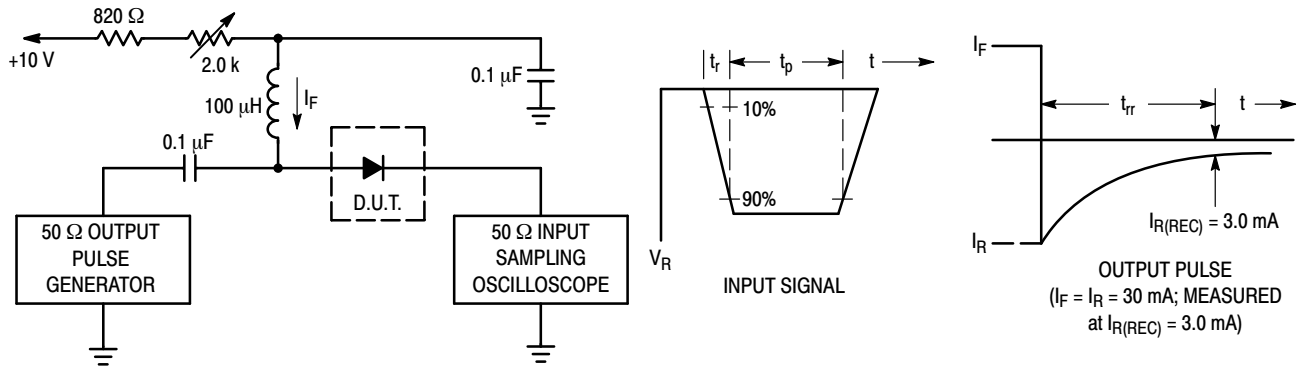 820 Ω
+10 V
2.0 k
100 μH
I_F
0.1 μF
0.1 μF
D.U.T.
50 Ω OUTPUT
PULSE
GENERATOR
50 Ω INPUT
SAMPLING
OSCILLOSCOPE
t_r
t_p
t
10%
90%
V_R
INPUT SIGNAL
I_F
t_rr
t
I_R
I_R(REC) = 3.0 mA
OUTPUT PULSE
(I_F = I_R = 30 mA; MEASURED
at I_R(REC) = 3.0 mA)